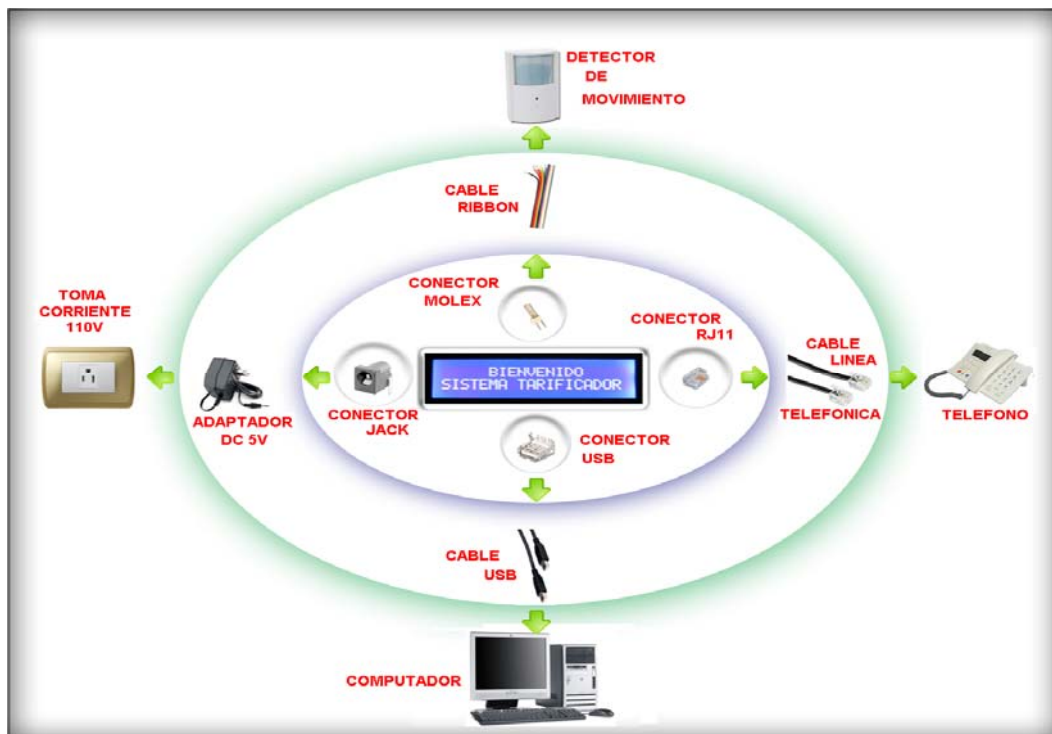 DETECTOR
DE
MOVIMIENTO
CABLE
RIBBON
CONECTOR
MOLEX
TOMA
CORRIENTE
110V
CONECTOR
RJ11
CABLE
LINEA
TELEFONICA
BIENVENIDO
SISTEMA TARIFICADOR
ADAPTADOR
DC 5V
CONECTOR
JACK
TELEFONO
CONECTOR
USB
CABLE
USB
COMPUTADOR